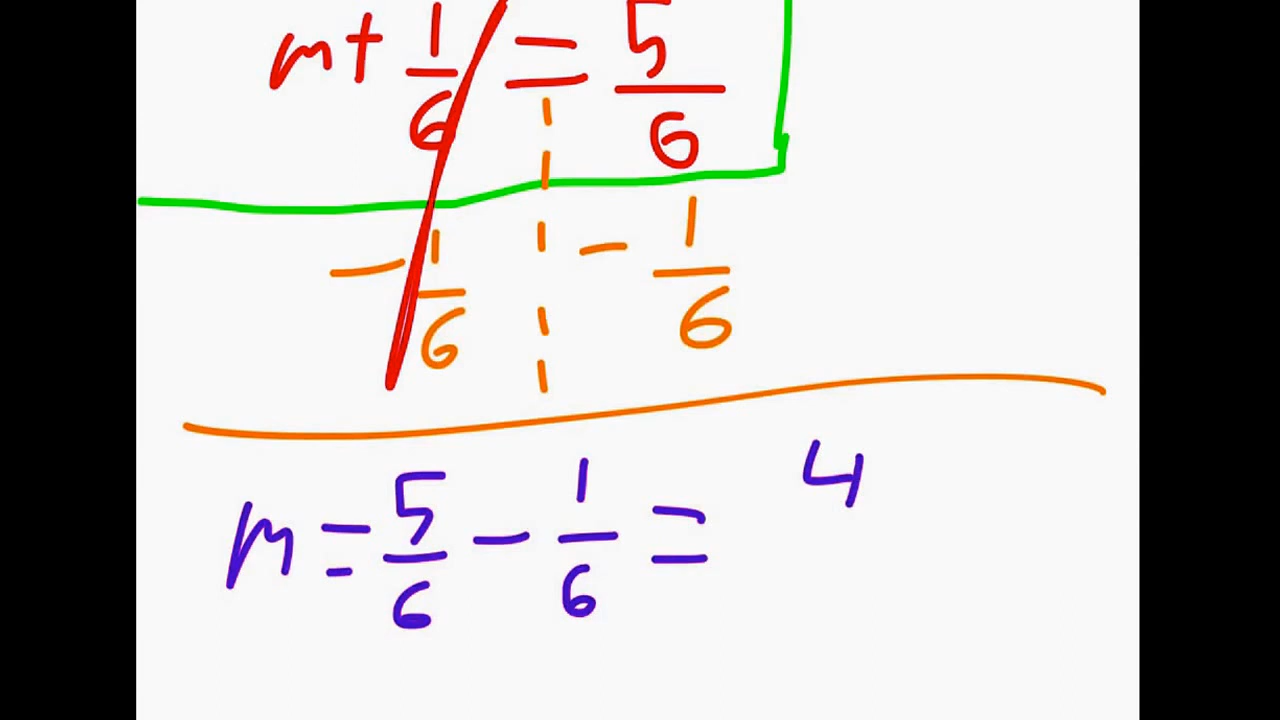 m + 1/6 = 5/6
- 1/6 - 1/6
m = 5/6 - 1/6 = 4